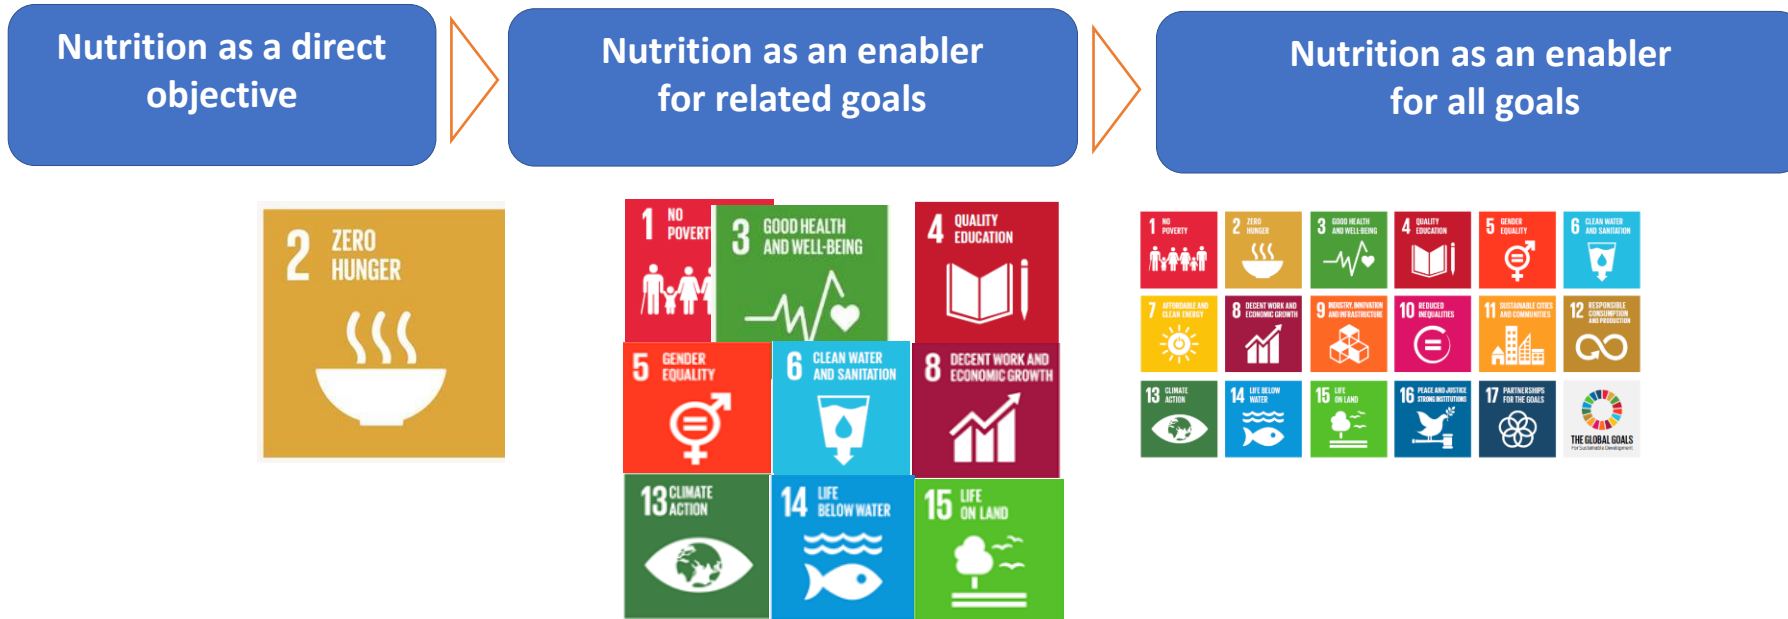 Nutrition as a direct
objective
Nutrition as an enabler
for related goals
Nutrition as an enabler
for all goals
2 ZERO
HUNGER
1 NO
POVERT
3 GOOD HEALTH
AND WELL-BEING
4 QUALITY
EDUCATION
5 GENDER
EQUALITY
6 CLEAN WATER
AND SANITATION
8 DECENT WORK AND
ECONOMIC GROWTH
13 CLIMATE
ACTION
14 LIFE
BELOW WATER
15 LIFE
ON LAND
1 NO
POVERTY
2 ZERO
HUNGER
3 GOOD HEALTH
AND WELL-BEING
4 QUALITY
EDUCATION
5 GENDER
EQUALITY
6 CLEAN WATER
AND SANITATION
7 AFFORDABLE AND
CLEAN ENERGY
8 DECENT WORK AND
ECONOMIC GROWTH
9 INDUSTRY, INNOVATION
AND INFRASTRUCTURE
10 REDUCED
INEQUALITIES
11 SUSTAINABLE CITIES
AND COMMUNITIES
12 RESPONSIBLE
CONSUMPTION
AND PRODUCTION
13 CLIMATE
ACTION
14 LIFE BELOW
WATER
15 LIFE
ON LAND
16 PEACE AND JUSTICE
STRONG INSTITUTIONS
17 PARTNERSHIPS
FOR THE GOALS
THE GLOBAL GOALS
For Sustainable Development